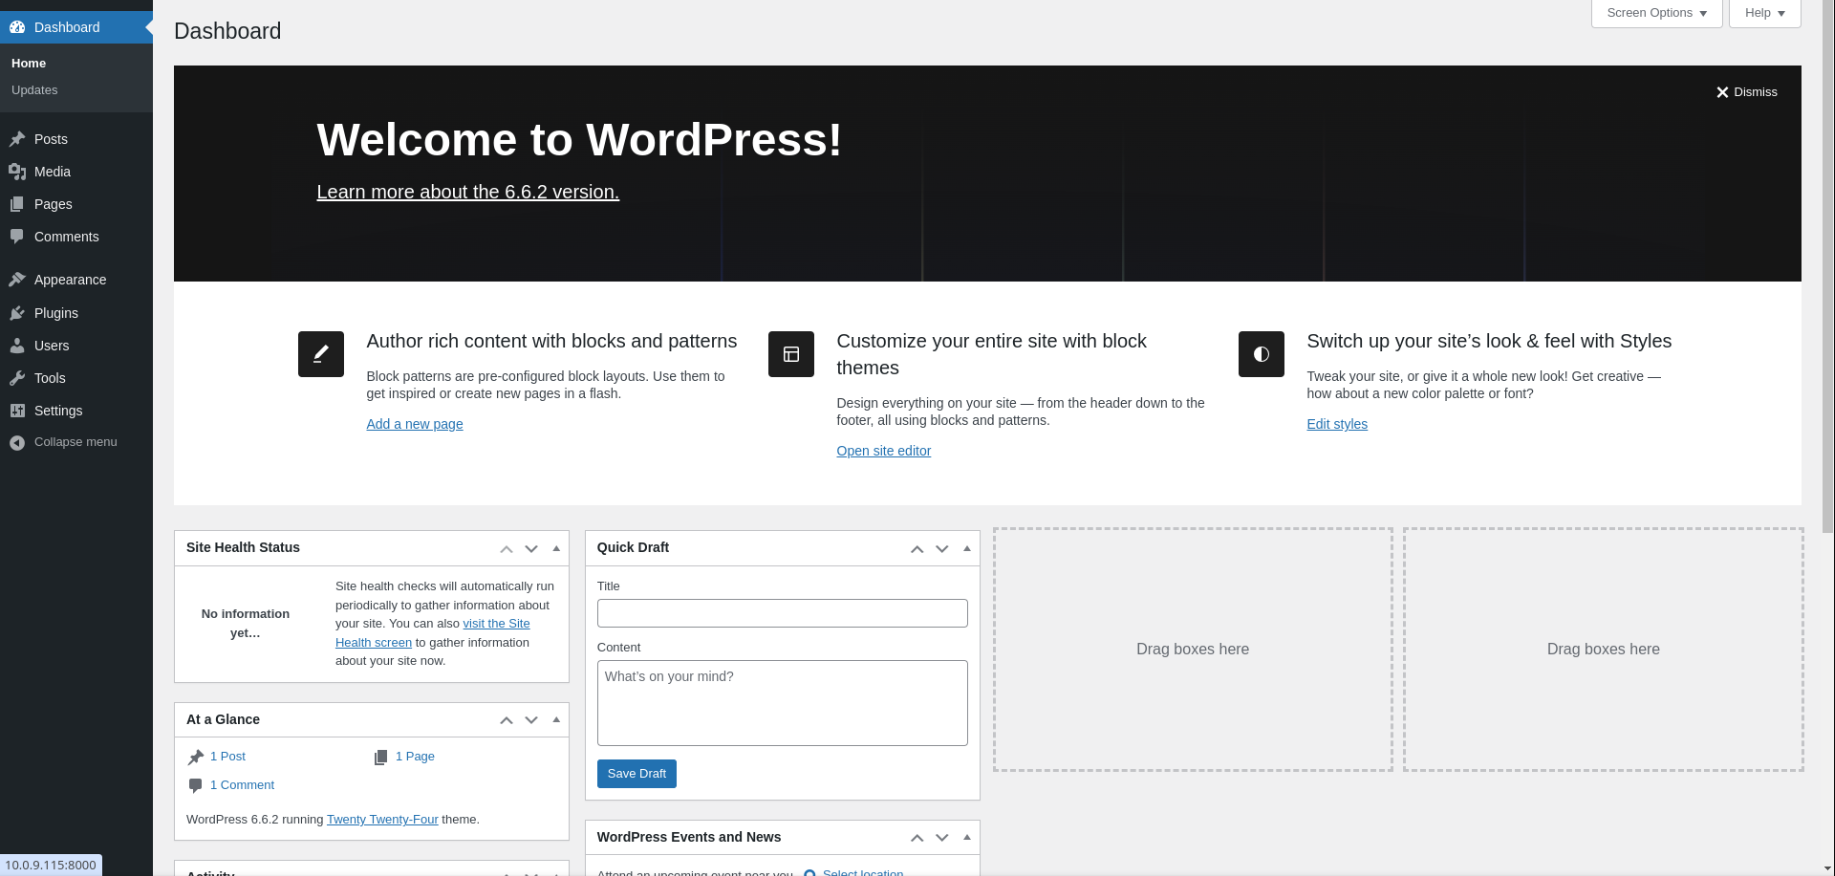 Dashboard
Home
Updates
Posts
Media
Pages
Comments
Appearance
Plugins
Users
Tools
Settings
Collapse menu
10.0.9.115:8000
Dashboard
Screen Options
Help
Dismiss
Welcome to WordPress!
Learn more about the 6.6.2 version.
Author rich content with blocks and patterns
Block patterns are pre-configured block layouts. Use them to
get inspired or create new pages in a flash.
Add a new page
Customize your entire site with block
themes
Design everything on your site — from the header down to the
footer, all using blocks and patterns.
Open site editor
Switch up your site’s look & feel with Styles
Tweak your site, or give it a whole new look! Get creative —
how about a new color palette or font?
Edit styles
Site Health Status
No information
yet…
Site health checks will automatically run
periodically to gather information about
your site. You can also visit the Site
Health screen to gather information
about your site now.
At a Glance
1 Post
1 Page
1 Comment
WordPress 6.6.2 running Twenty Twenty-Four theme.
Activity
Quick Draft
Title
Content
What’s on your mind?
Save Draft
WordPress Events and News
Attend an upcoming event near you.
Select location
Drag boxes here
Drag boxes here